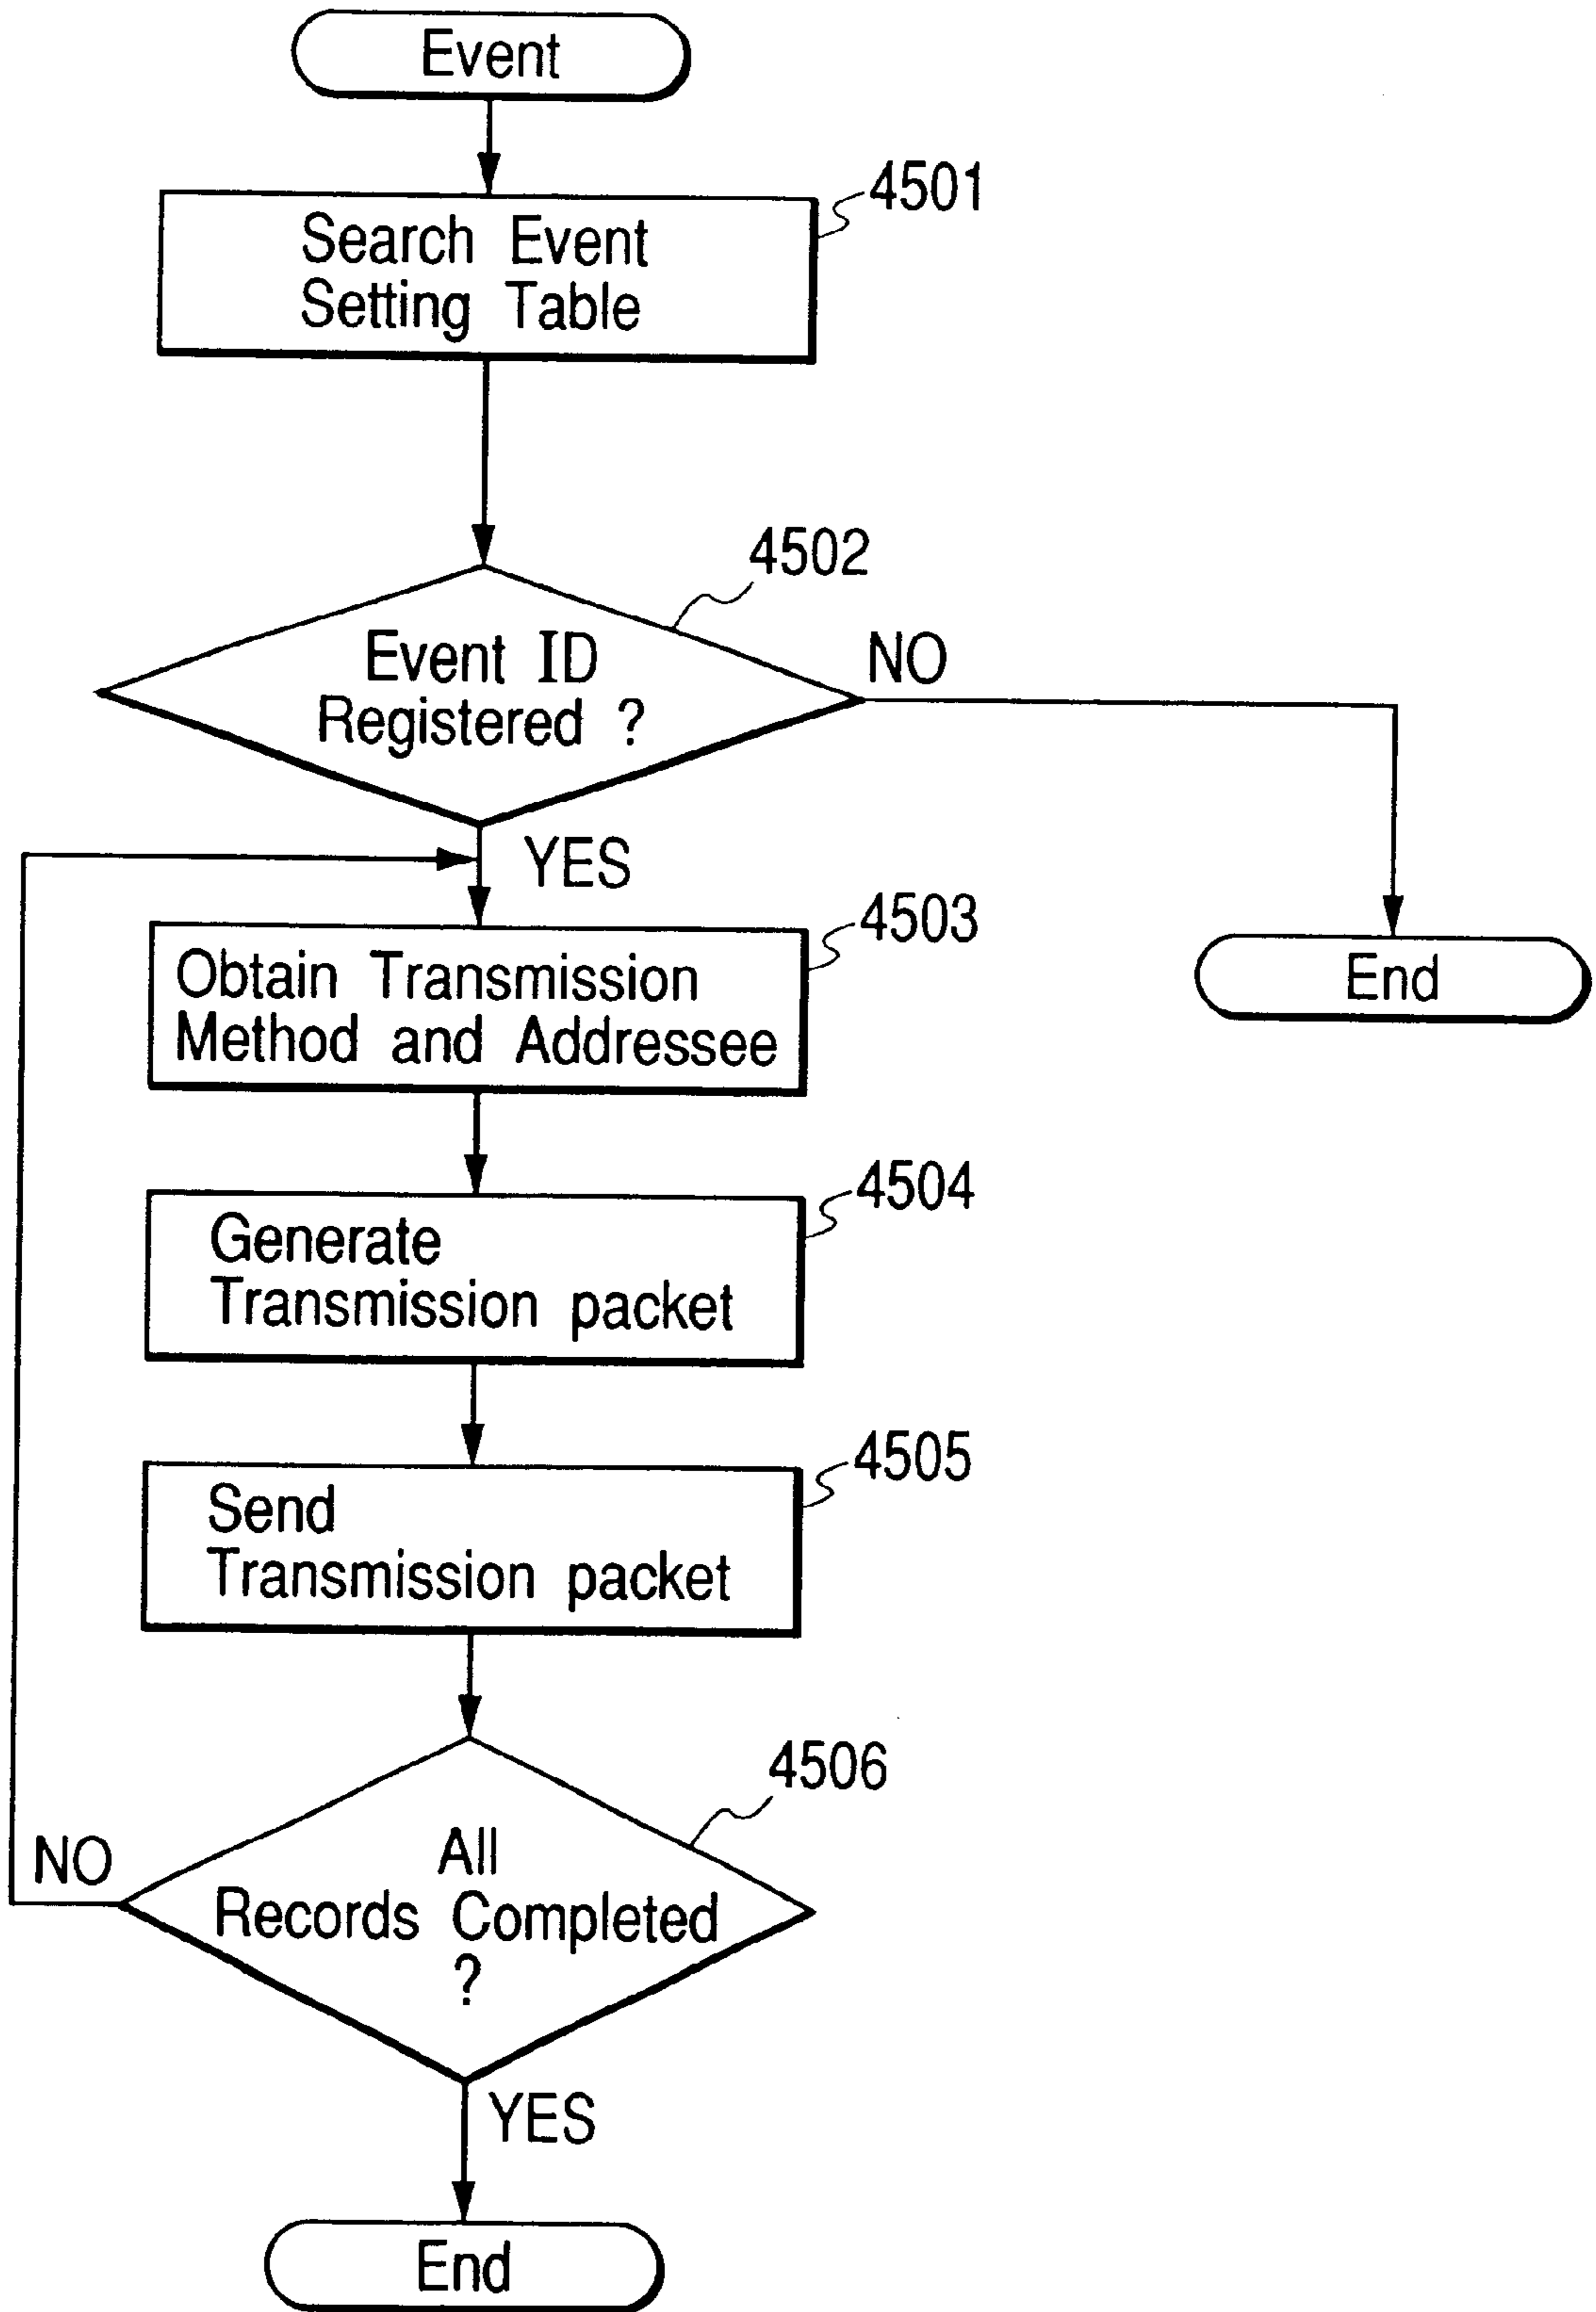 Event
4501
Search Event
Setting Table
4502
Event ID
Registered ?
NO
YES
4503
Obtain Transmission
Method and Addressee
End
4504
Generate
Transmission packet
4505
Send
Transmission packet
4506
All
Records Completed
?
NO
YES
End